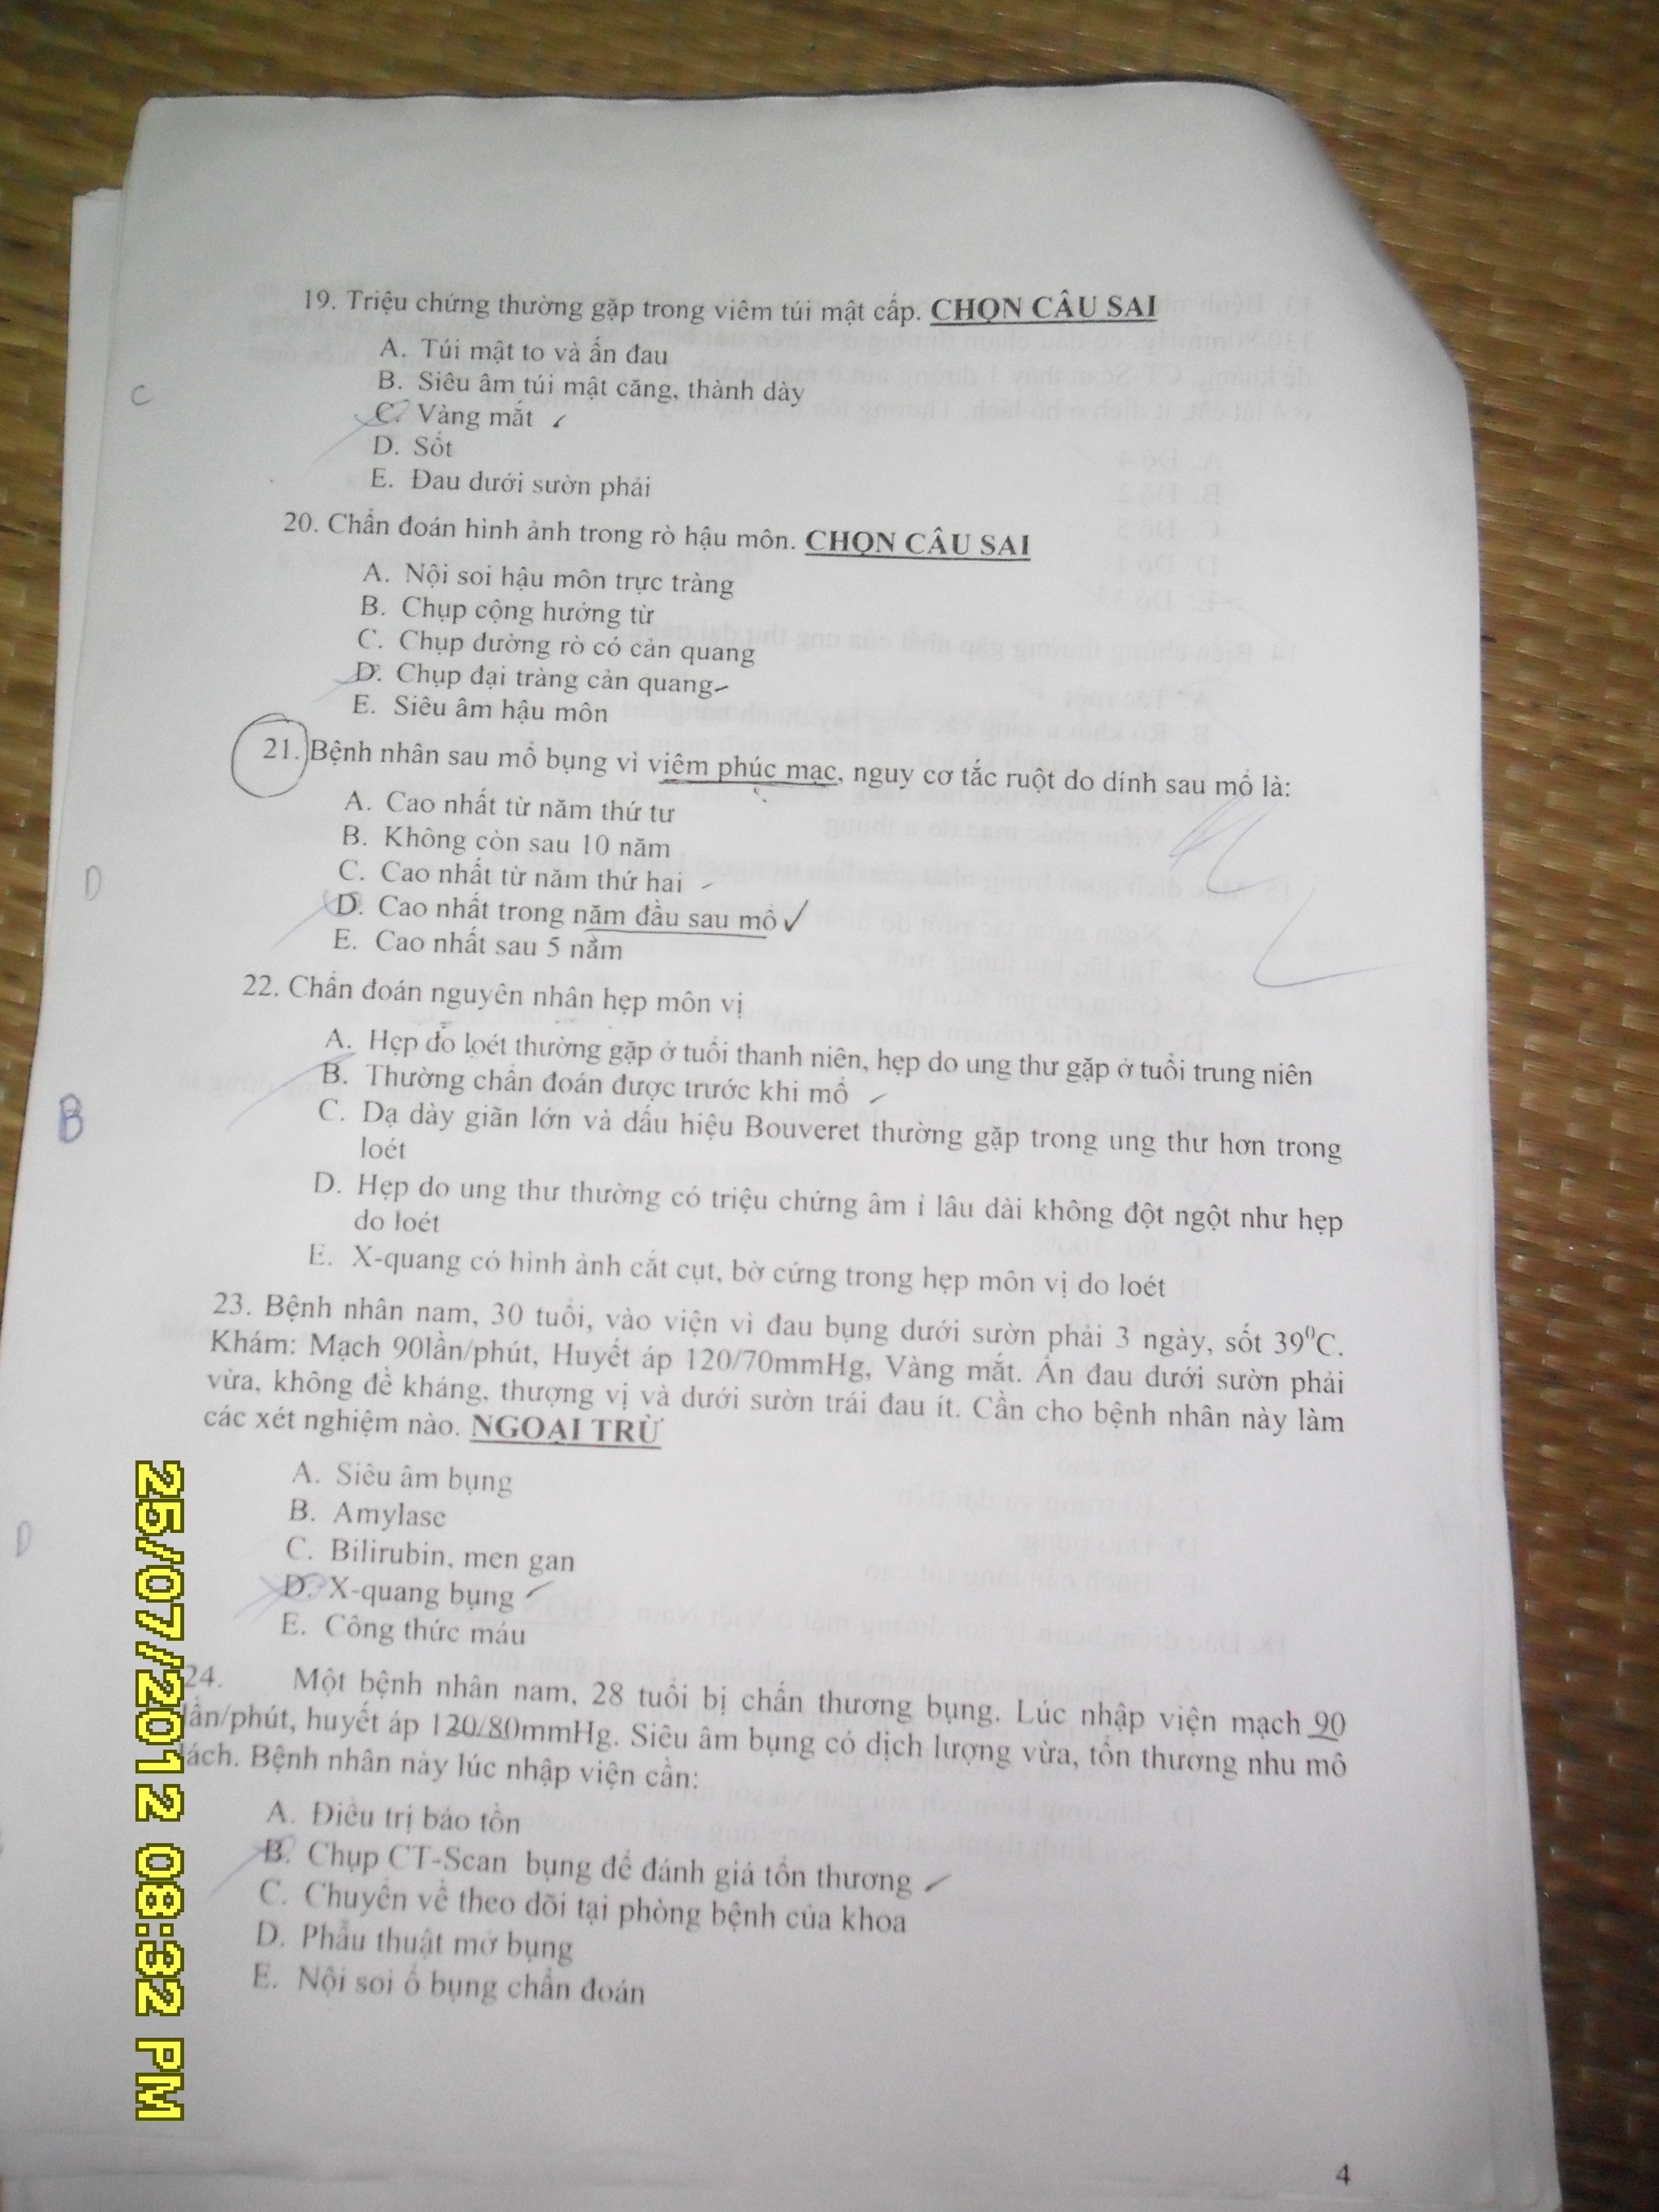 19. Triệu chứng thường gặp trong viêm túi mật cấp. CHỌN CÂU SAI
A. Túi mật to và ấn đau
B. Siêu âm túi mật căng, thành dày
C
C. Vàng mắt
D. Sốt
E. Đau dưới sườn phải
20. Chẩn đoán hình ảnh trong rò hậu môn. CHỌN CÂU SAI
A. Nội soi hậu môn trực tràng
B. Chụp cộng hưởng từ
C. Chụp đường rò có cản quang
D. Chụp đại tràng cản quang
E. Siêu âm hậu môn
21. Bệnh nhân sau mổ bụng vì viêm phúc mạc, nguy cơ tắc ruột do dính sau mổ là:
A. Cao nhất từ năm thứ tư
B. Không còn sau 10 năm
C. Cao nhất từ năm thứ hai
D
D. Cao nhất trong năm đầu sau mổ
E. Cao nhất sau 5 năm
22. Chẩn đoán nguyên nhân hẹp môn vị
A. Hẹp do loét thường gặp ở tuổi thanh niên, hẹp do ung thư gặp ở tuổi trung niên
B. Thường chẩn đoán được trước khi mổ
B
C. Dạ dày giãn lớn và dấu hiệu Bouveret thường gặp trong ung thư hơn trong
loét
D. Hẹp do ung thư thường có triệu chứng âm ỉ lâu dài không đột ngột như hẹp
do loét
E. X-quang có hình ảnh cắt cụt, bờ cứng trong hẹp môn vị do loét
23. Bệnh nhân nam, 30 tuổi, vào viện vì đau bụng dưới sườn phải 3 ngày, sốt 39⁰C.
Khám: Mạch 90lần/phút, Huyết áp 120/70mmHg, Vàng mắt. Ấn đau dưới sườn phải
vừa, không đề kháng, thượng vị và dưới sườn trái đau ít. Cần cho bệnh nhân này làm
các xét nghiệm nào. NGOẠI TRỪ
A. Siêu âm bụng
B. Amylase
C. Bilirubin, men gan
D
D. X-quang bụng
E. Công thức máu
24. Một bệnh nhân nam, 28 tuổi bị chấn thương bụng. Lúc nhập viện mạch 90
lần/phút, huyết áp 120/80mmHg. Siêu âm bụng có dịch lượng vừa, tổn thương nhu mô
lách. Bệnh nhân này lúc nhập viện cần:
A. Điều trị bảo tồn
B. Chụp CT-Scan bụng để đánh giá tổn thương
C. Chuyển về theo dõi tại phòng bệnh của khoa
D. Phẫu thuật mở bụng
E. Nội soi ổ bụng chẩn đoán
4
25/07/2012 08:32 PM